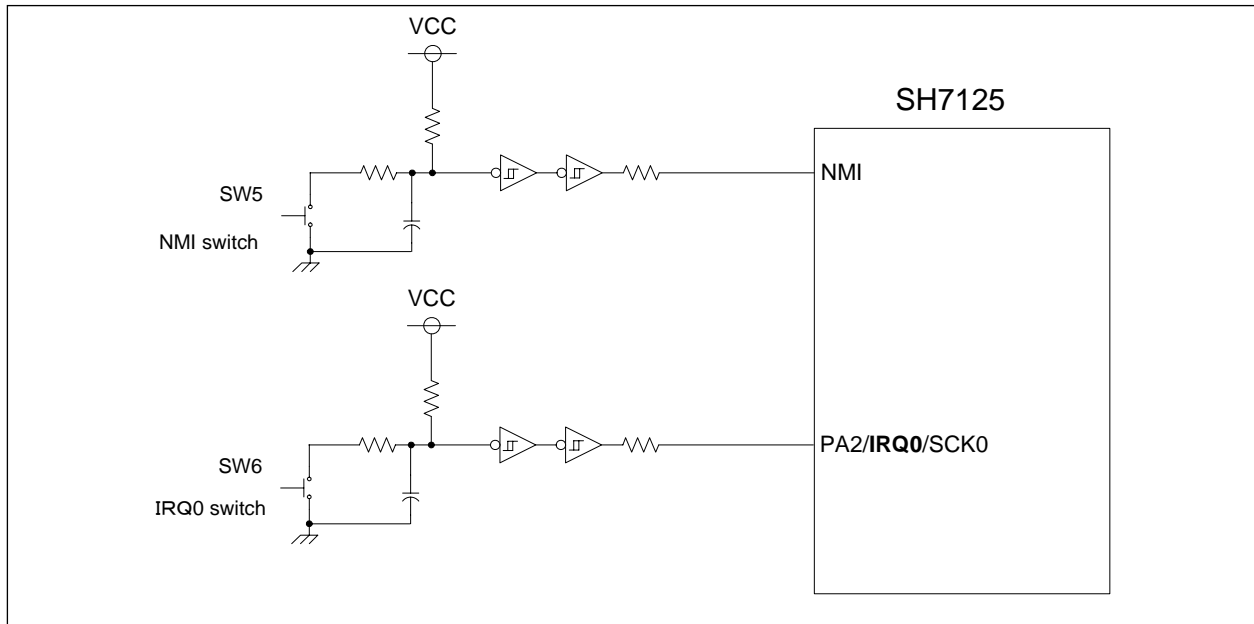 VCC
SH7125
NMI
SW5
NMI switch
VCC
PA2/IRQ0/SCK0
SW6
IRQ0 switch